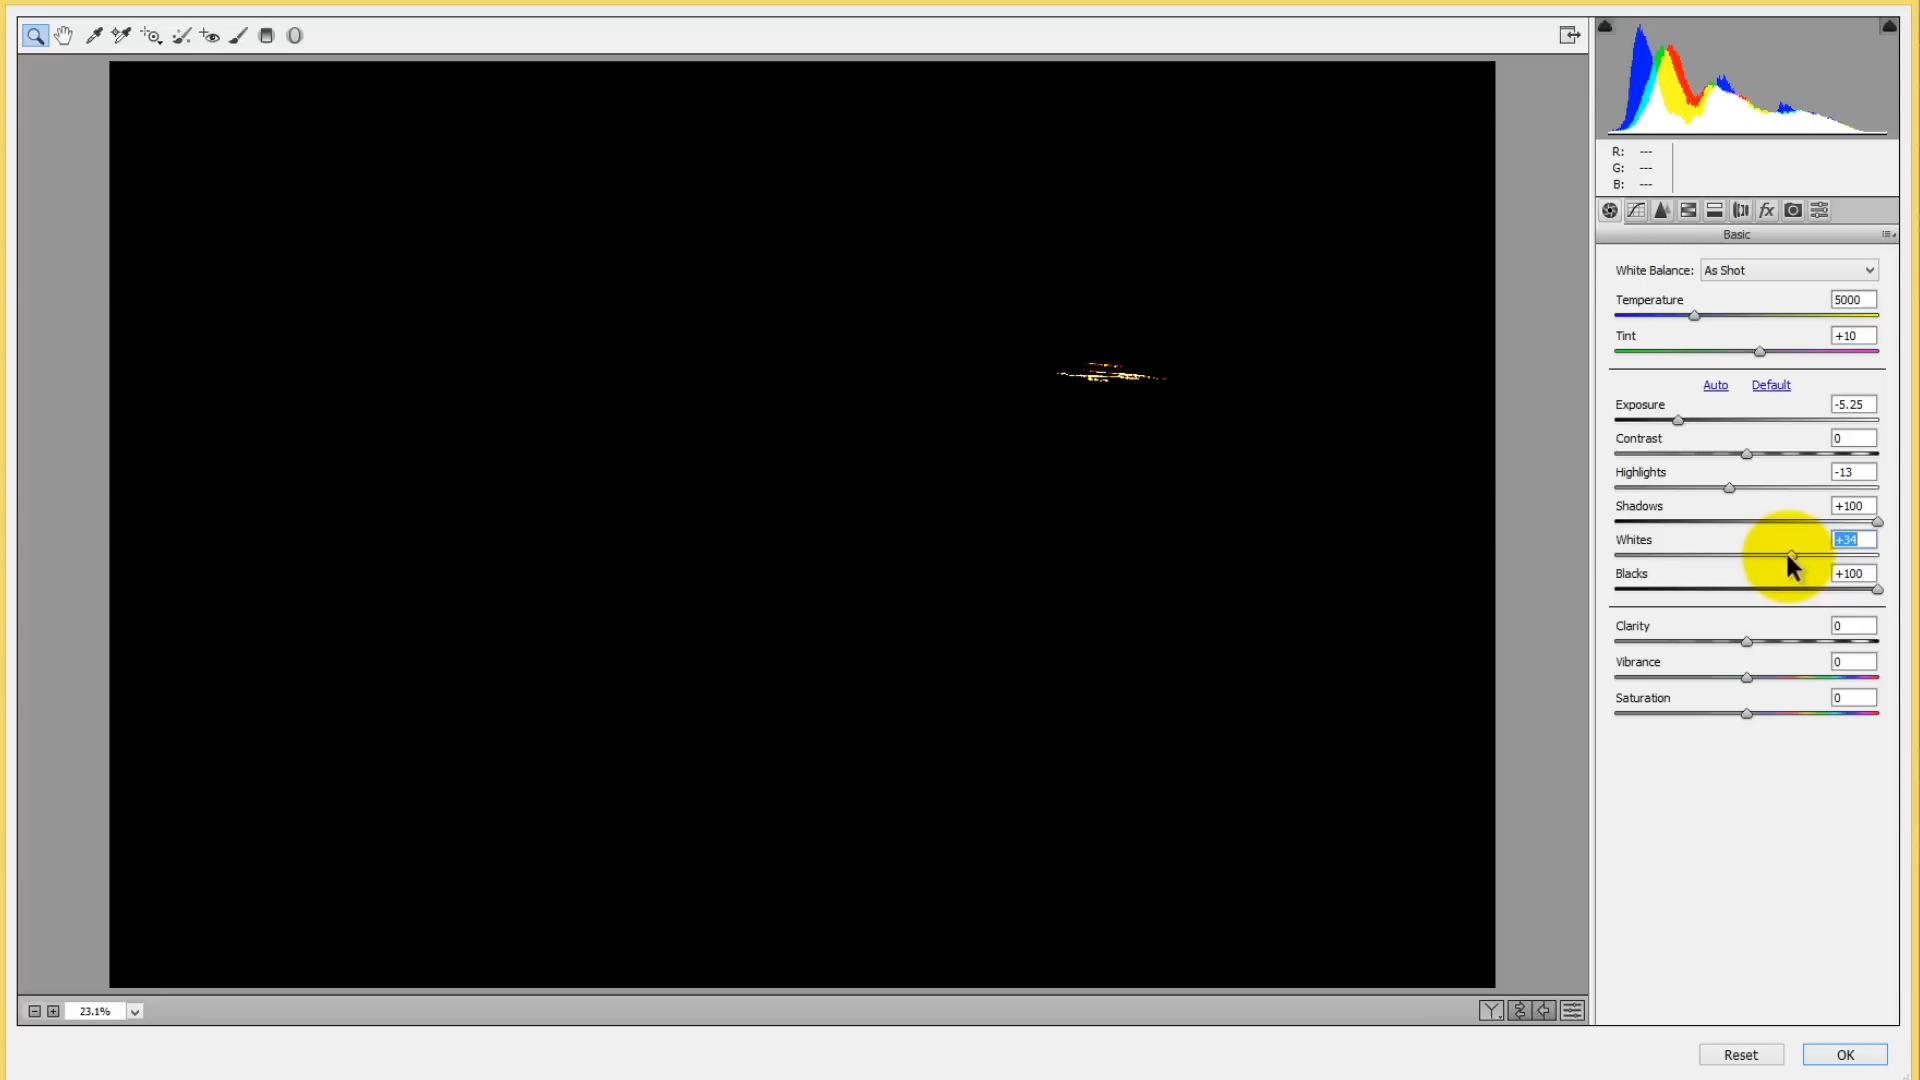 R: ---
G: ---
B: ---
fx
Basic
White Balance: As Shot
Temperature 5000
Tint +10
Auto Default
Exposure -5.25
Contrast 0
Highlights -13
Shadows +100
Whites +34
Blacks +100
Clarity 0
Vibrance 0
Saturation 0
23.1%
Y
Reset OK